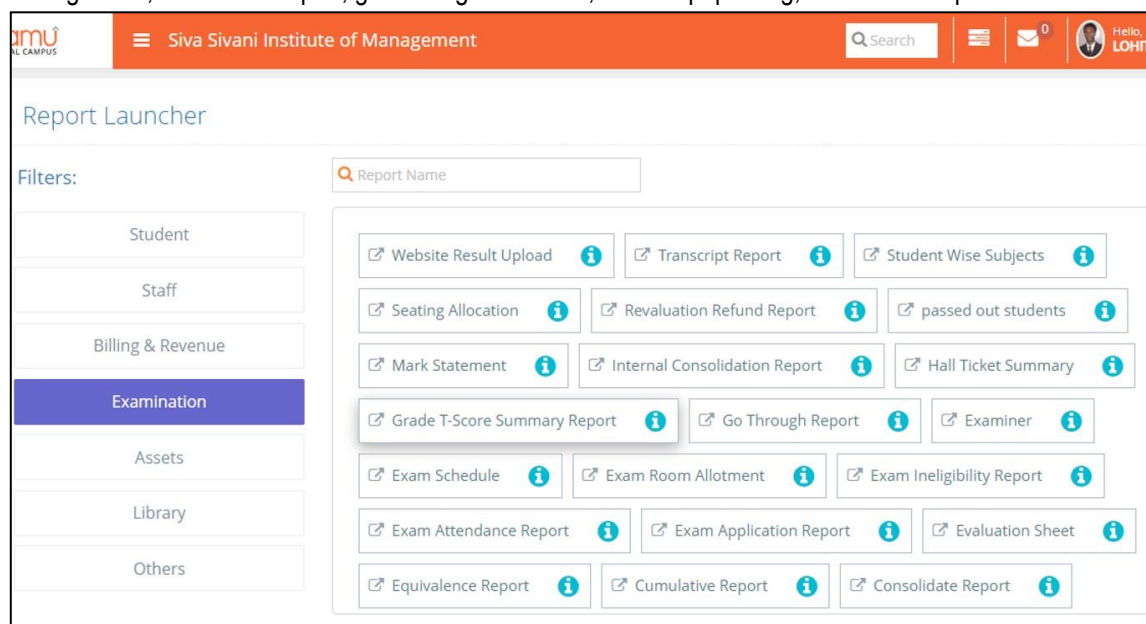 amu
AL CAMPUS
Siva Sivani Institute of Management
Search
0
Hello,
Report Launcher
Filters:
Report Name
Student
Staff
Billing & Revenue
Examination
Assets
Library
Others
Website Result Upload Transcript Report Student Wise Subjects
Seating Allocation Revaluation Refund Report passed out students
Mark Statement Internal Consolidation Report Hall Ticket Summary
Grade T-Score Summary Report Go Through Report Examiner
Exam Schedule Exam Room Allotment Exam Ineligibility Report
Exam Attendance Report Exam Application Report Evaluation Sheet
Equivalence Report Cumulative Report Consolidate Report